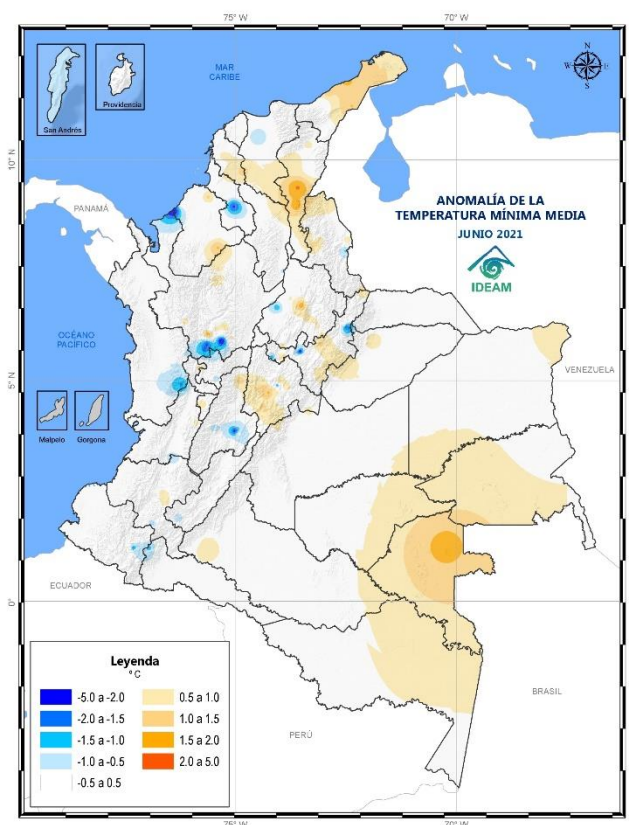 75° W
70° W
San Andrés
Providencia
MAR
CARIBE
N
W
E
S
10° N
PANAMÁ
ANOMALÍA DE LA
TEMPERATURA MÍNIMA MEDIA
JUNIO 2021
IDEAM
OCÉANO
PACÍFICO
5° N
VENEZUELA
Malpelo
Gorgona
ECUADOR
0°
Leyenda
°C
-5.0 a -2.0
0.5 a 1.0
-2.0 a -1.5
1.0 a 1.5
-1.5 a -1.0
1.5 a 2.0
-1.0 a -0.5
2.0 a 5.0
-0.5 a 0.5
BRASIL
PERÚ
75° W
70° W